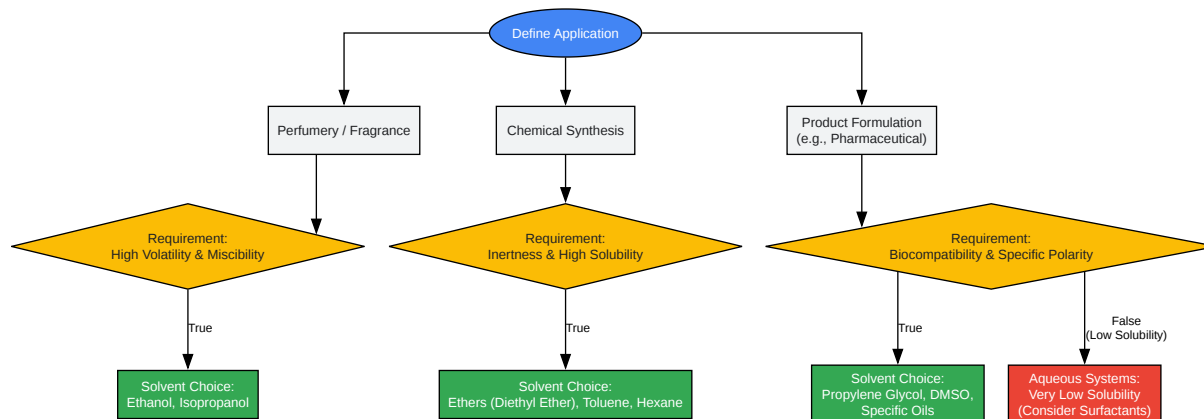 Define Application
Perfumery / Fragrance
Chemical Synthesis
Product Formulation
(e.g., Pharmaceutical)
Requirement:
High Volatility & Miscibility
Requirement:
Inertness & High Solubility
Requirement:
Biocompatibility & Specific Polarity
True
True
True
False
(Low Solubility)
Solvent Choice:
Ethanol, Isopropanol
Solvent Choice:
Ethers (Diethyl Ether), Toluene, Hexane
Solvent Choice:
Propylene Glycol, DMSO,
Specific Oils
Aqueous Systems:
Very Low Solubility
(Consider Surfactants)